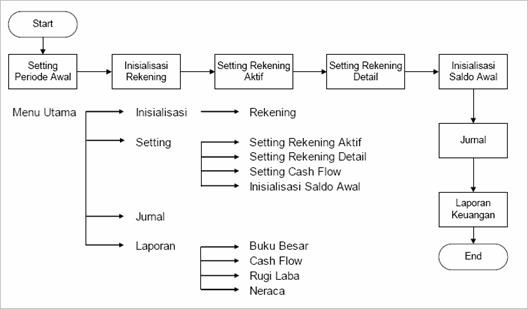 Start
Setting
Periode Awal
Inisialisasi
Rekening
Setting Rekening
Aktif
Setting Rekening
Detail
Inisialisasi
Saldo Awal
Menu Utama
Inisialisasi
Rekening
Setting
Setting Rekening Aktif
Setting Rekening Detail
Setting Cash Flow
Inisialisasi Saldo Awal
Jurnal
Laporan
Buku Besar
Cash Flow
Rugi Laba
Neraca
Jurnal
Laporan
Keuangan
End